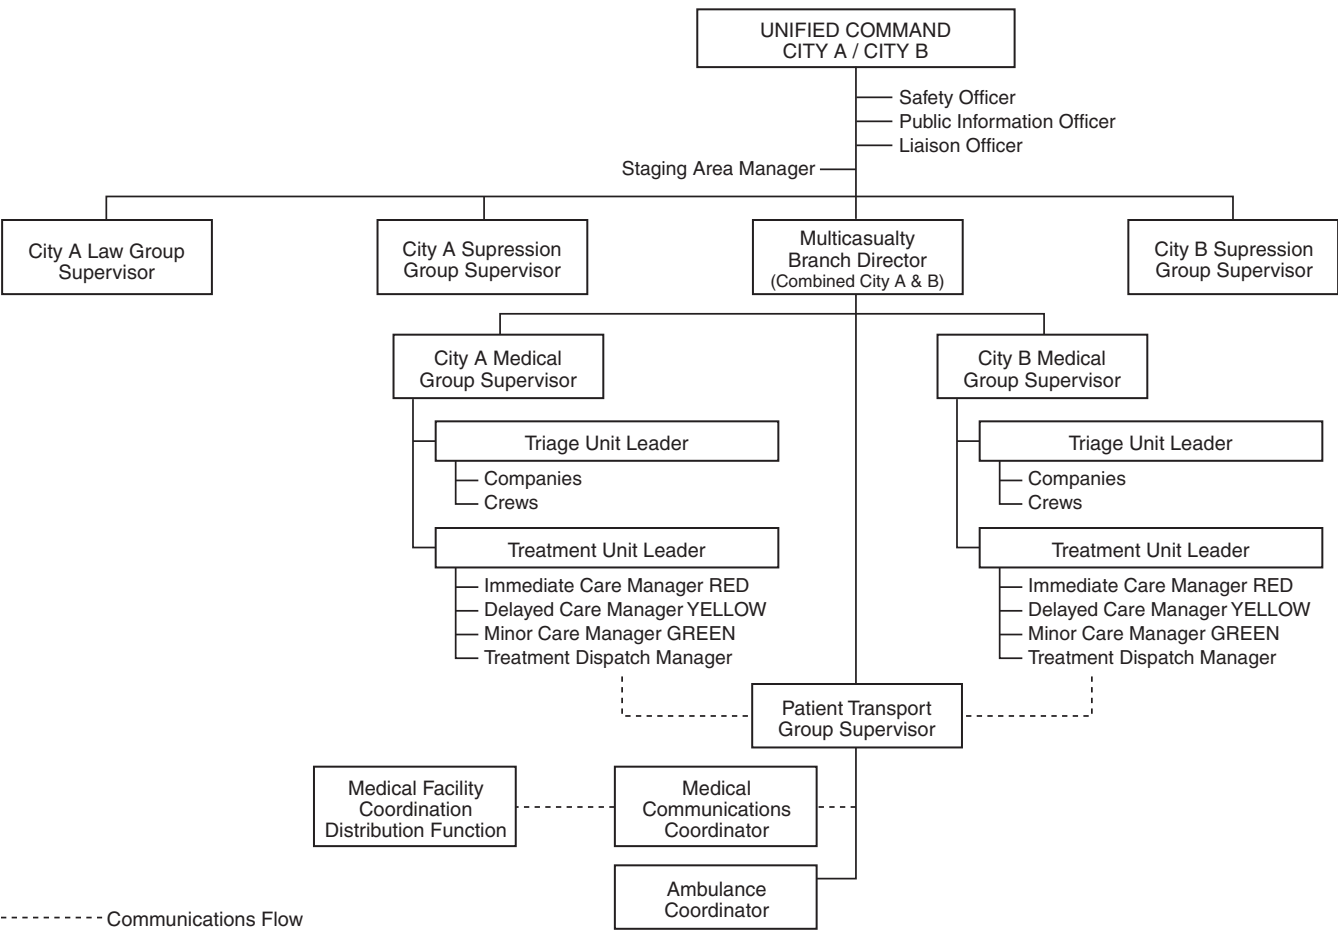 UNIFIED COMMAND
CITY A / CITY B
Safety Officer
Public Information Officer
Liaison Officer
Staging Area Manager
City A Law Group
Supervisor
City A Supression
Group Supervisor
Multicasualty
Branch Director
(Combined City A & B)
City B Supression
Group Supervisor
City A Medical
Group Supervisor
Triage Unit Leader
Companies
Crews
Treatment Unit Leader
Immediate Care Manager RED
Delayed Care Manager YELLOW
Minor Care Manager GREEN
Treatment Dispatch Manager
City B Medical
Group Supervisor
Triage Unit Leader
Companies
Crews
Treatment Unit Leader
Immediate Care Manager RED
Delayed Care Manager YELLOW
Minor Care Manager GREEN
Treatment Dispatch Manager
Patient Transport
Group Supervisor
Medical Facility
Coordination
Distribution Function
Medical
Communications
Coordinator
Ambulance
Coordinator
Communications Flow